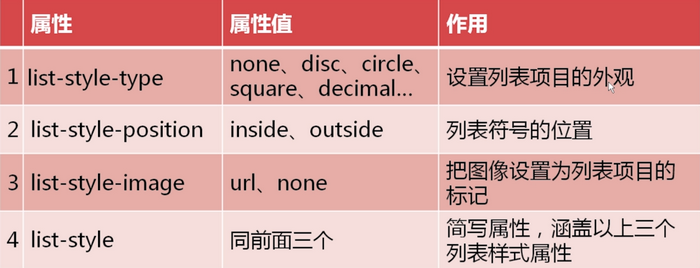 属性 属性值 作用
1 list-style-type none、disc、circle、 square、decimal... 设置列表项目的外观
2 list-style-position inside、outside 列表符号的位置
3 list-style-image url、none 把图像设置为列表项目的 标记
4 list-style 同前面三个 简写属性，涵盖以上三个 列表样式属性